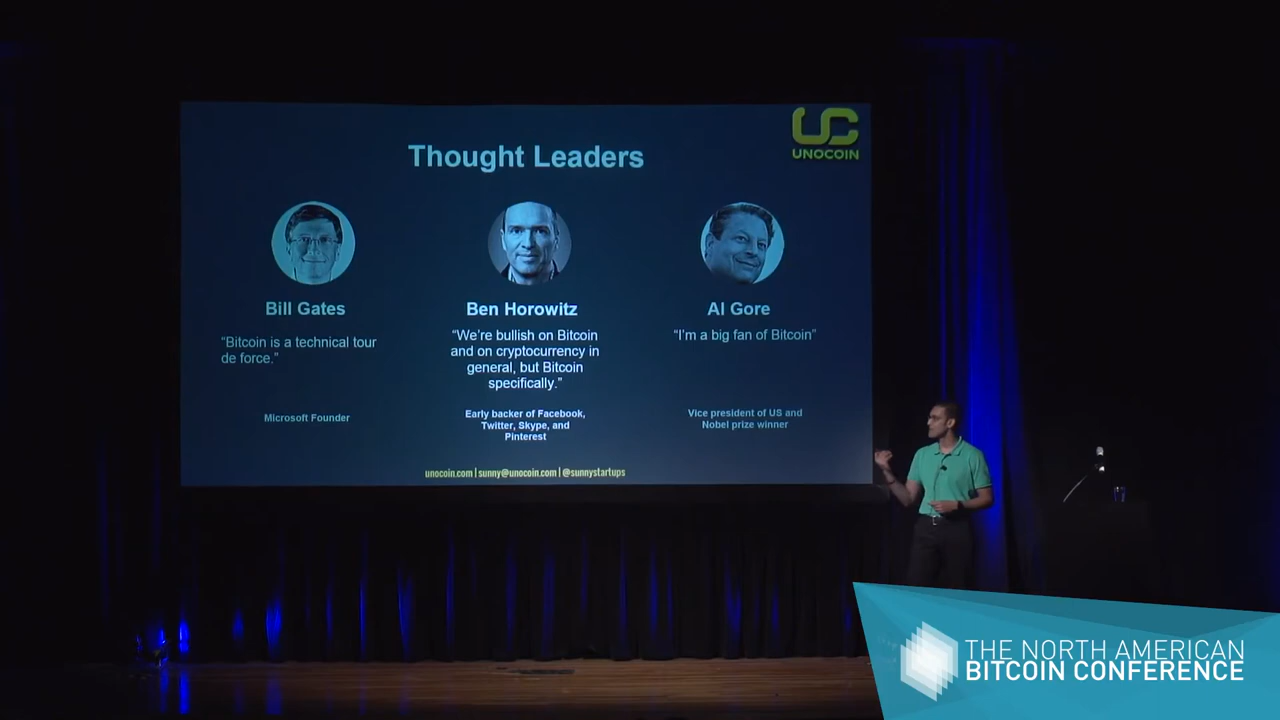 UC
UNOCOIN
Thought Leaders
Bill Gates
“Bitcoin is a technical tour
de force.”
Microsoft Founder
Ben Horowitz
“We’re bullish on Bitcoin
and on cryptocurrency in
general, but Bitcoin
specifically.”
Early backer of Facebook,
Twitter, Skype, and
Pinterest
Al Gore
“I’m a big fan of Bitcoin”
Vice president of US and
Nobel prize winner
unocoin.com | sunny@unocoin.com | @sunnystartups
THE NORTH AMERICAN
BITCOIN CONFERENCE